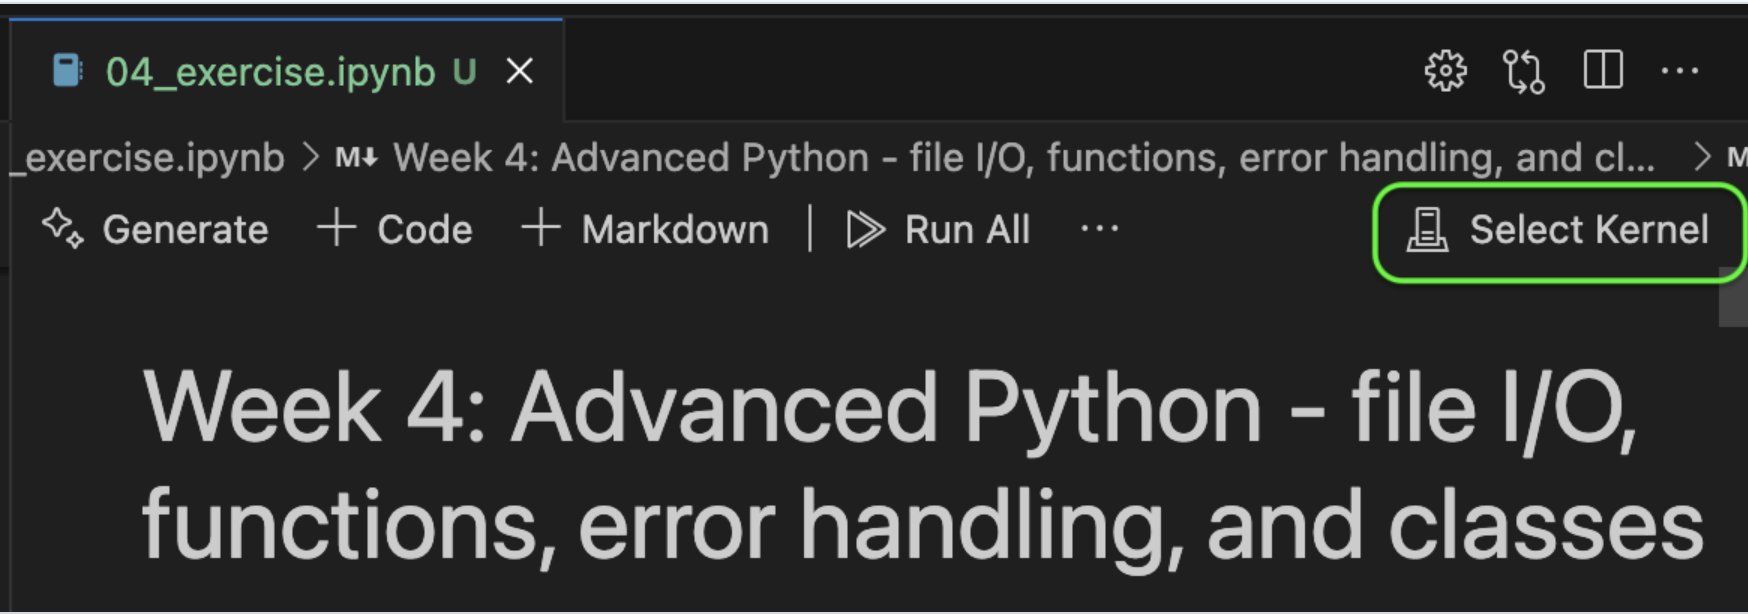 04_exercise.ipynb U
_exercise.ipynb > M↓ Week 4: Advanced Python - file I/O, functions, error handling, and cl... > M
Generate + Code + Markdown | Run All ... Select Kernel
Week 4: Advanced Python - file I/O,
functions, error handling, and classes